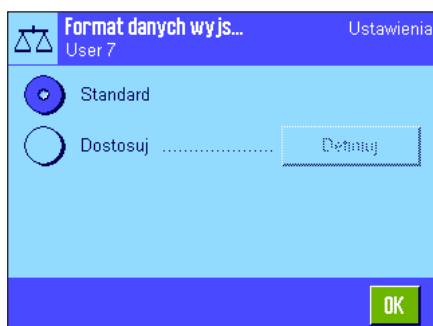 Format danych wyjs... Ustawienia
User 7
Standard
Dostosuj .................... Definiuj
OK